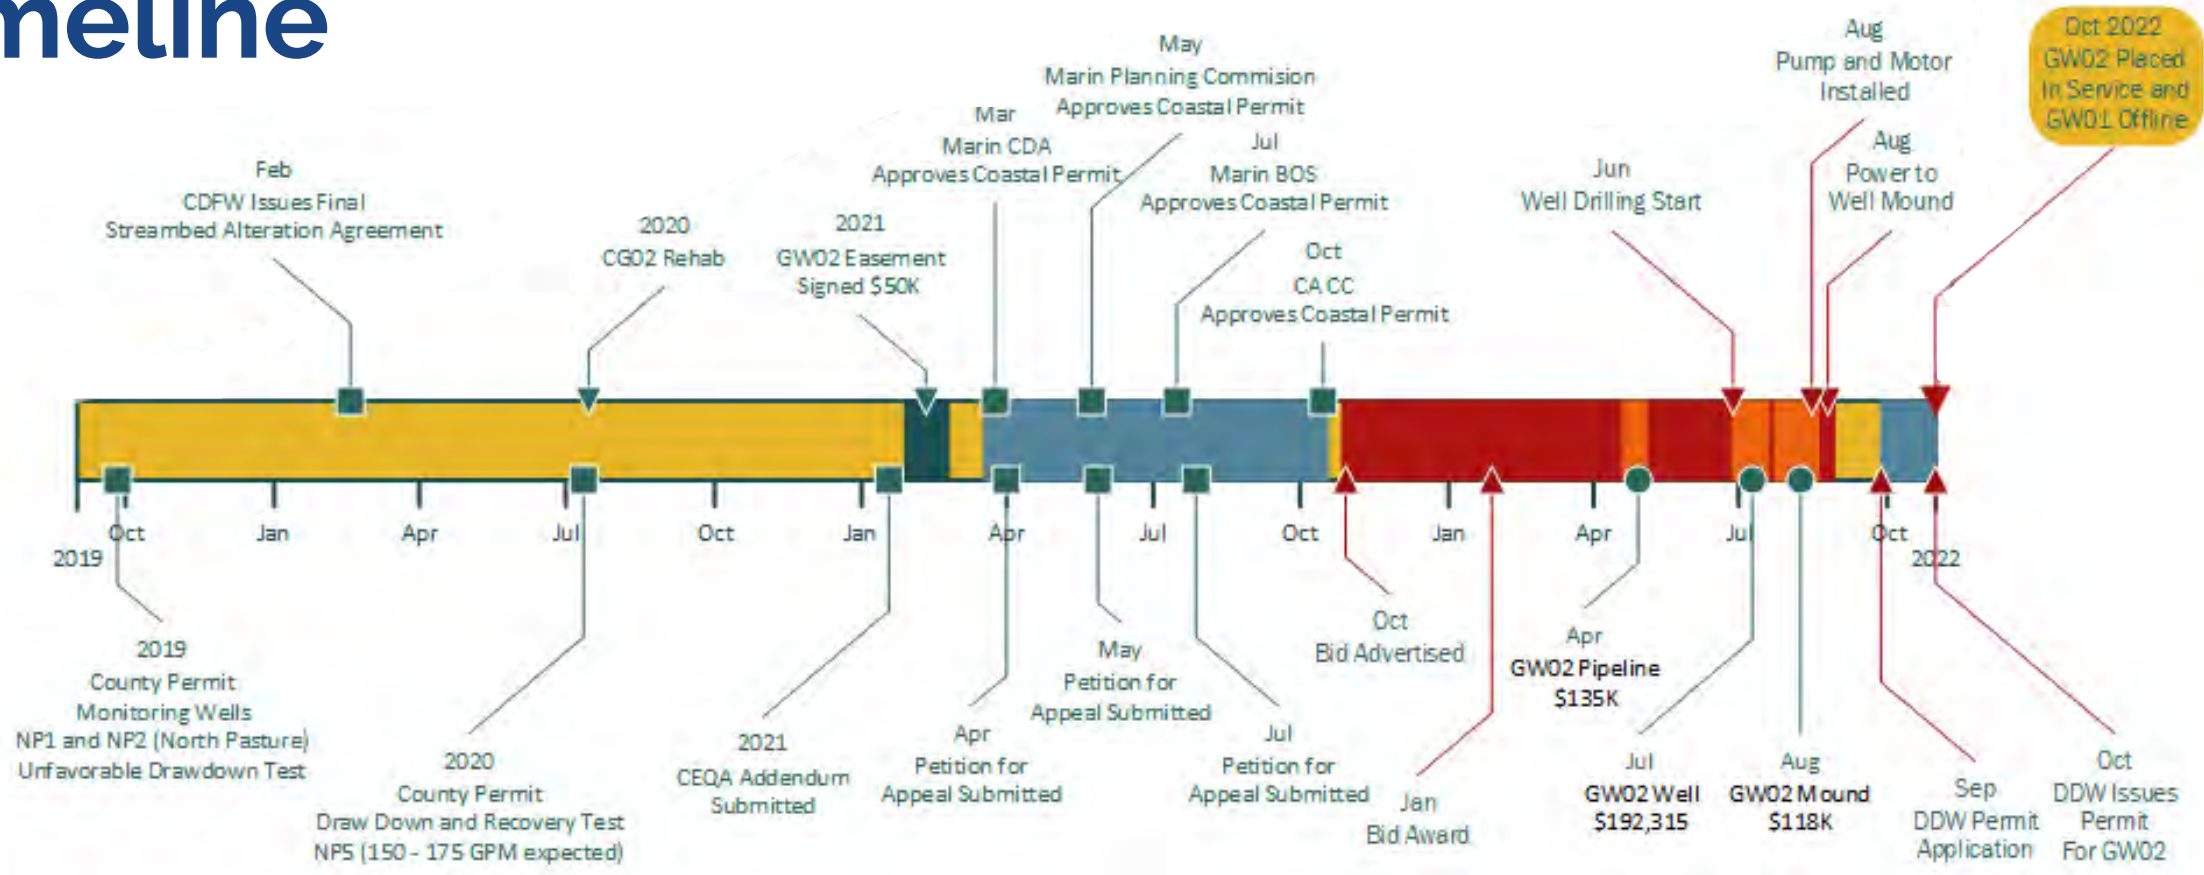 meline
Feb
CDFW Issues Final
Streambed Alteration Agreement
2020
CG02 Rehab
2021
GW02 Easement
Signed $50K
Mar
Marin CDA
Approves Coastal Permit
May
Marin Planning Commision
Approves Coastal Permit
Jul
Marin BOS
Approves Coastal Permit
Oct
CA CC
Approves Coastal Permit
Jun
Well Drilling Start
Aug
Pump and Motor
Installed
Aug
Power to
Well Mound
Oct 2022
GW02 Placed
In Service and
GW01 Offline
2019
Oct
Jan
Apr
Jul
Oct
Jan
Apr
Jul
Oct
Jan
Apr
Jul
Oct
2022
2019
County Permit
Monitoring Wells
NP1 and NP2 (North Pasture)
Unfavorable Drawdown Test
2020
County Permit
Draw Down and Recovery Test
NP5 (150 - 175 GPM expected)
2021
CEQA Addendum
Submitted
Apr
Petition for
Appeal Submitted
May
Petition for
Appeal Submitted
Jul
Petition for
Appeal Submitted
Oct
Bid Advertised
Jan
Bid Award
Apr
GW02 Pipeline
$135K
Jul
GW02 Well
$192,315
Aug
GW02 Mound
$118K
Sep
DDW Permit
Application
Oct
DDW Issues
Permit
For GW02